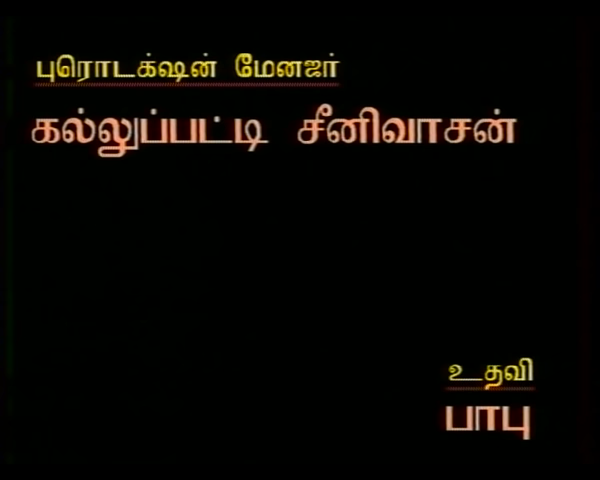 புரொடக்ஷன் மேனஜர்
கல்லுப்பட்டி சீனிவாசன்
உதவி
பாபு